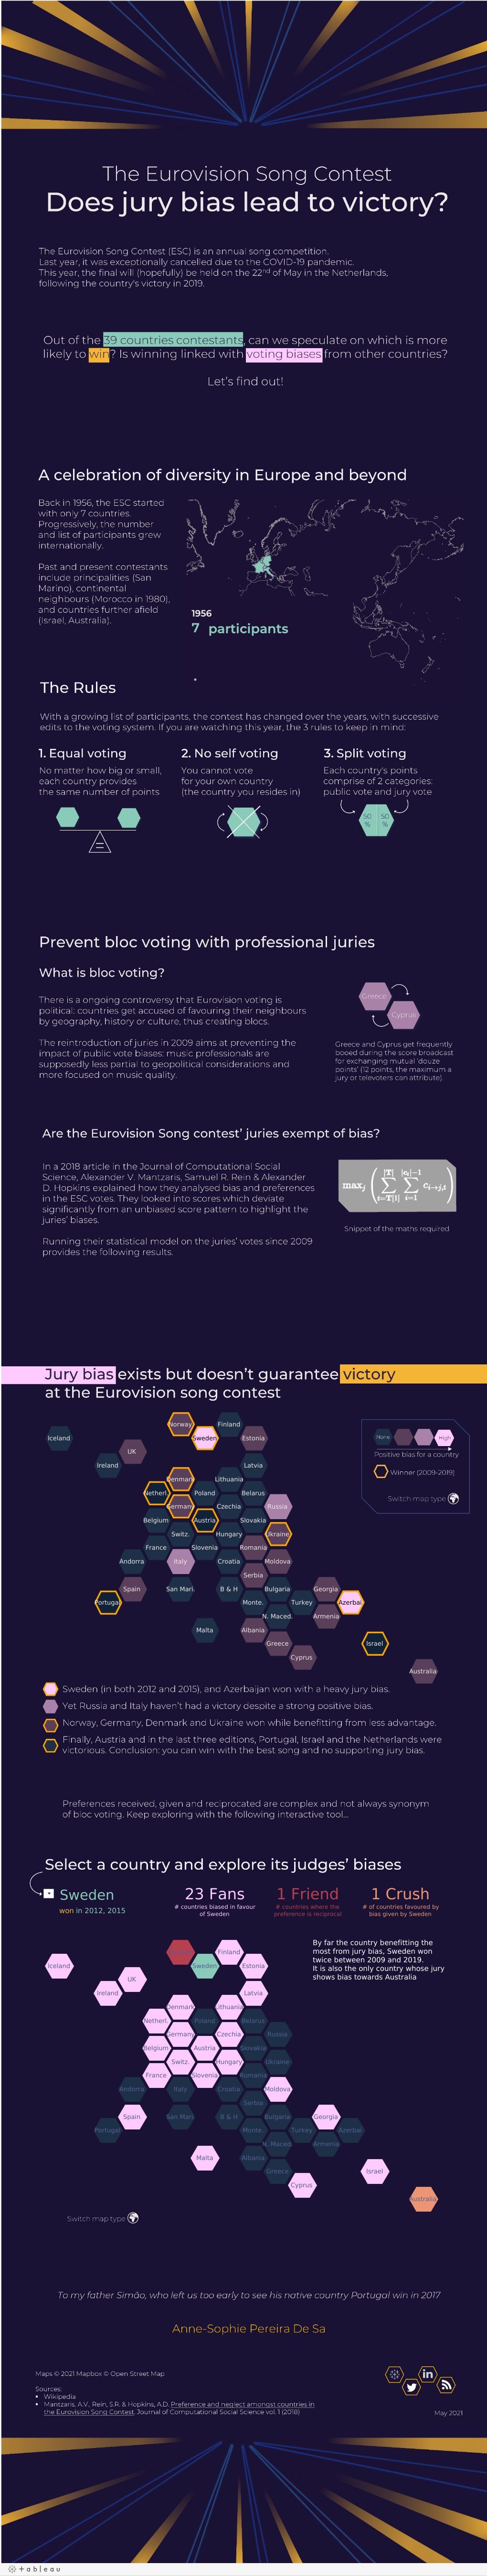 The Eurovision Song Contest
Does jury bias lead to victory?
The Eurovision Song Contest (ESC) is an annual song competition.
Last year, it was exceptionally cancelled due to the COVID-19 pandemic.
This year, the final will (hopefully) be held on the 22nd of May in the Netherlands,
following the country's victory in 2019.
Out of the 39 countries contestants, can we speculate on which is more
likely to win? Is winning linked with voting biases from other countries?
Let's find out!
A celebration of diversity in Europe and beyond
Back in 1956, the ESC started
with only 7 countries.
Progressively, the number
and list of participants grew
internationally.
Past and present contestants
include principalities (San
Marino), continental
neighbours (Morocco in 1980),
and countries further afield
(Israel, Australia).
1956
7 participants
The Rules
With a growing list of participants, the contest has changed over the years, with successive
edits to the voting system. If you are watching this year, the 3 rules to keep in mind:
1. Equal voting
No matter how big or small,
each country provides
the same number of points
2. No self voting
You cannot vote
for your own country
(the country you resides in)
3. Split voting
Each country's points
comprise of 2 categories:
public vote and jury vote
50 %
50 %
Prevent bloc voting with professional juries
What is bloc voting?
There is a ongoing controversy that Eurovision voting is
political: countries get accused of favouring their neighbours
by geography, history or culture, thus creating blocs.
The reintroduction of juries in 2009 aims at preventing the
impact of public vote biases: music professionals are
supposedly less partial to geopolitical considerations and
more focused on music quality.
Greece
Cyprus
Greece and Cyprus get frequently
booed during the score broadcast
for exchanging mutual 'douze
points' (12 points, the maximum a
jury or televoters can attribute).
Are the Eurovision Song contest' juries exempt of bias?
In a 2018 article in the Journal of Computational Social
Science, Alexander V. Mantzaris, Samuel R. Rein & Alexander
D. Hopkins explained how they analysed bias and preferences
in the ESC votes. They looked into scores which deviate
significantly from an unbiased score pattern to highlight the
juries' biases.
Running their statistical model on the juries' votes since 2009
provides the following results.
Snippet of the maths required
Jury bias exists but doesn't guarantee victory
at the Eurovision song contest
None
High
Positive bias for a country
Winner (2009-2019)
Switch map type
Norway
Finland
Iceland
Sweden
Estonia
UK
Ireland
Latvia
Denmark
Lithuania
Netherl.
Poland
Belarus
Germany
Czechia
Russia
Belgium
Austria
Slovakia
Switz.
Hungary
Ukraine
France
Slovenia
Romania
Andorra
Italy
Croatia
Moldova
Serbia
Spain
San Mari.
B & H
Bulgaria
Georgia
Portugal
Monte.
Turkey
Azerbai
N. Maced.
Armenia
Malta
Albania
Greece
Israel
Cyprus
Australia
Sweden (in both 2012 and 2015), and Azerbaijan won with a heavy jury bias.
Yet Russia and Italy haven't had a victory despite a strong positive bias.
Norway, Germany, Denmark and Ukraine won while benefitting from less advantage.
Finally, Austria and in the last three editions, Portugal, Israel and the Netherlands were
victorious. Conclusion: you can win with the best song and no supporting jury bias.
Preferences received, given and reciprocated are complex and not always synonym
of bloc voting. Keep exploring with the following interactive tool...
Select a country and explore its judges' biases
Sweden
won in 2012, 2015
23 Fans
# countries biased in favour
of Sweden
1 Friend
# countries where the
preference is reciprocal
1 Crush
# of countries favoured by
bias given by Sweden
By far the country benefitting the
most from jury bias, Sweden won
twice between 2009 and 2019.
It is also the only country whose jury
shows bias towards Australia
Finland
Iceland
Sweden
Estonia
UK
Ireland
Latvia
Denmark
Lithuania
Netherl.
Poland
Belarus
Germany
Czechia
Russia
Belgium
Austria
Slovakia
Switz.
Hungary
Ukraine
France
Slovenia
Romania
Andorra
Italy
Croatia
Moldova
Serbia
Spain
San Mari.
B & H
Bulgaria
Georgia
Portugal
Monte.
Turkey
Azerbai
N. Maced.
Armenia
Malta
Albania
Greece
Israel
Cyprus
Australia
Switch map type
To my father Simão, who left us too early to see his native country Portugal win in 2017
Anne-Sophie Pereira De Sa
Maps © 2021 Mapbox © Open Street Map
Sources:
• Wikipedia
• Mantzaris, A.V., Rein, S.R. & Hopkins, A.D. Preference and neglect amongst countries in
the Eurovision Song Contest. Journal of Computational Social Science vol. 1 (2018)
in
May 2021
+ableau